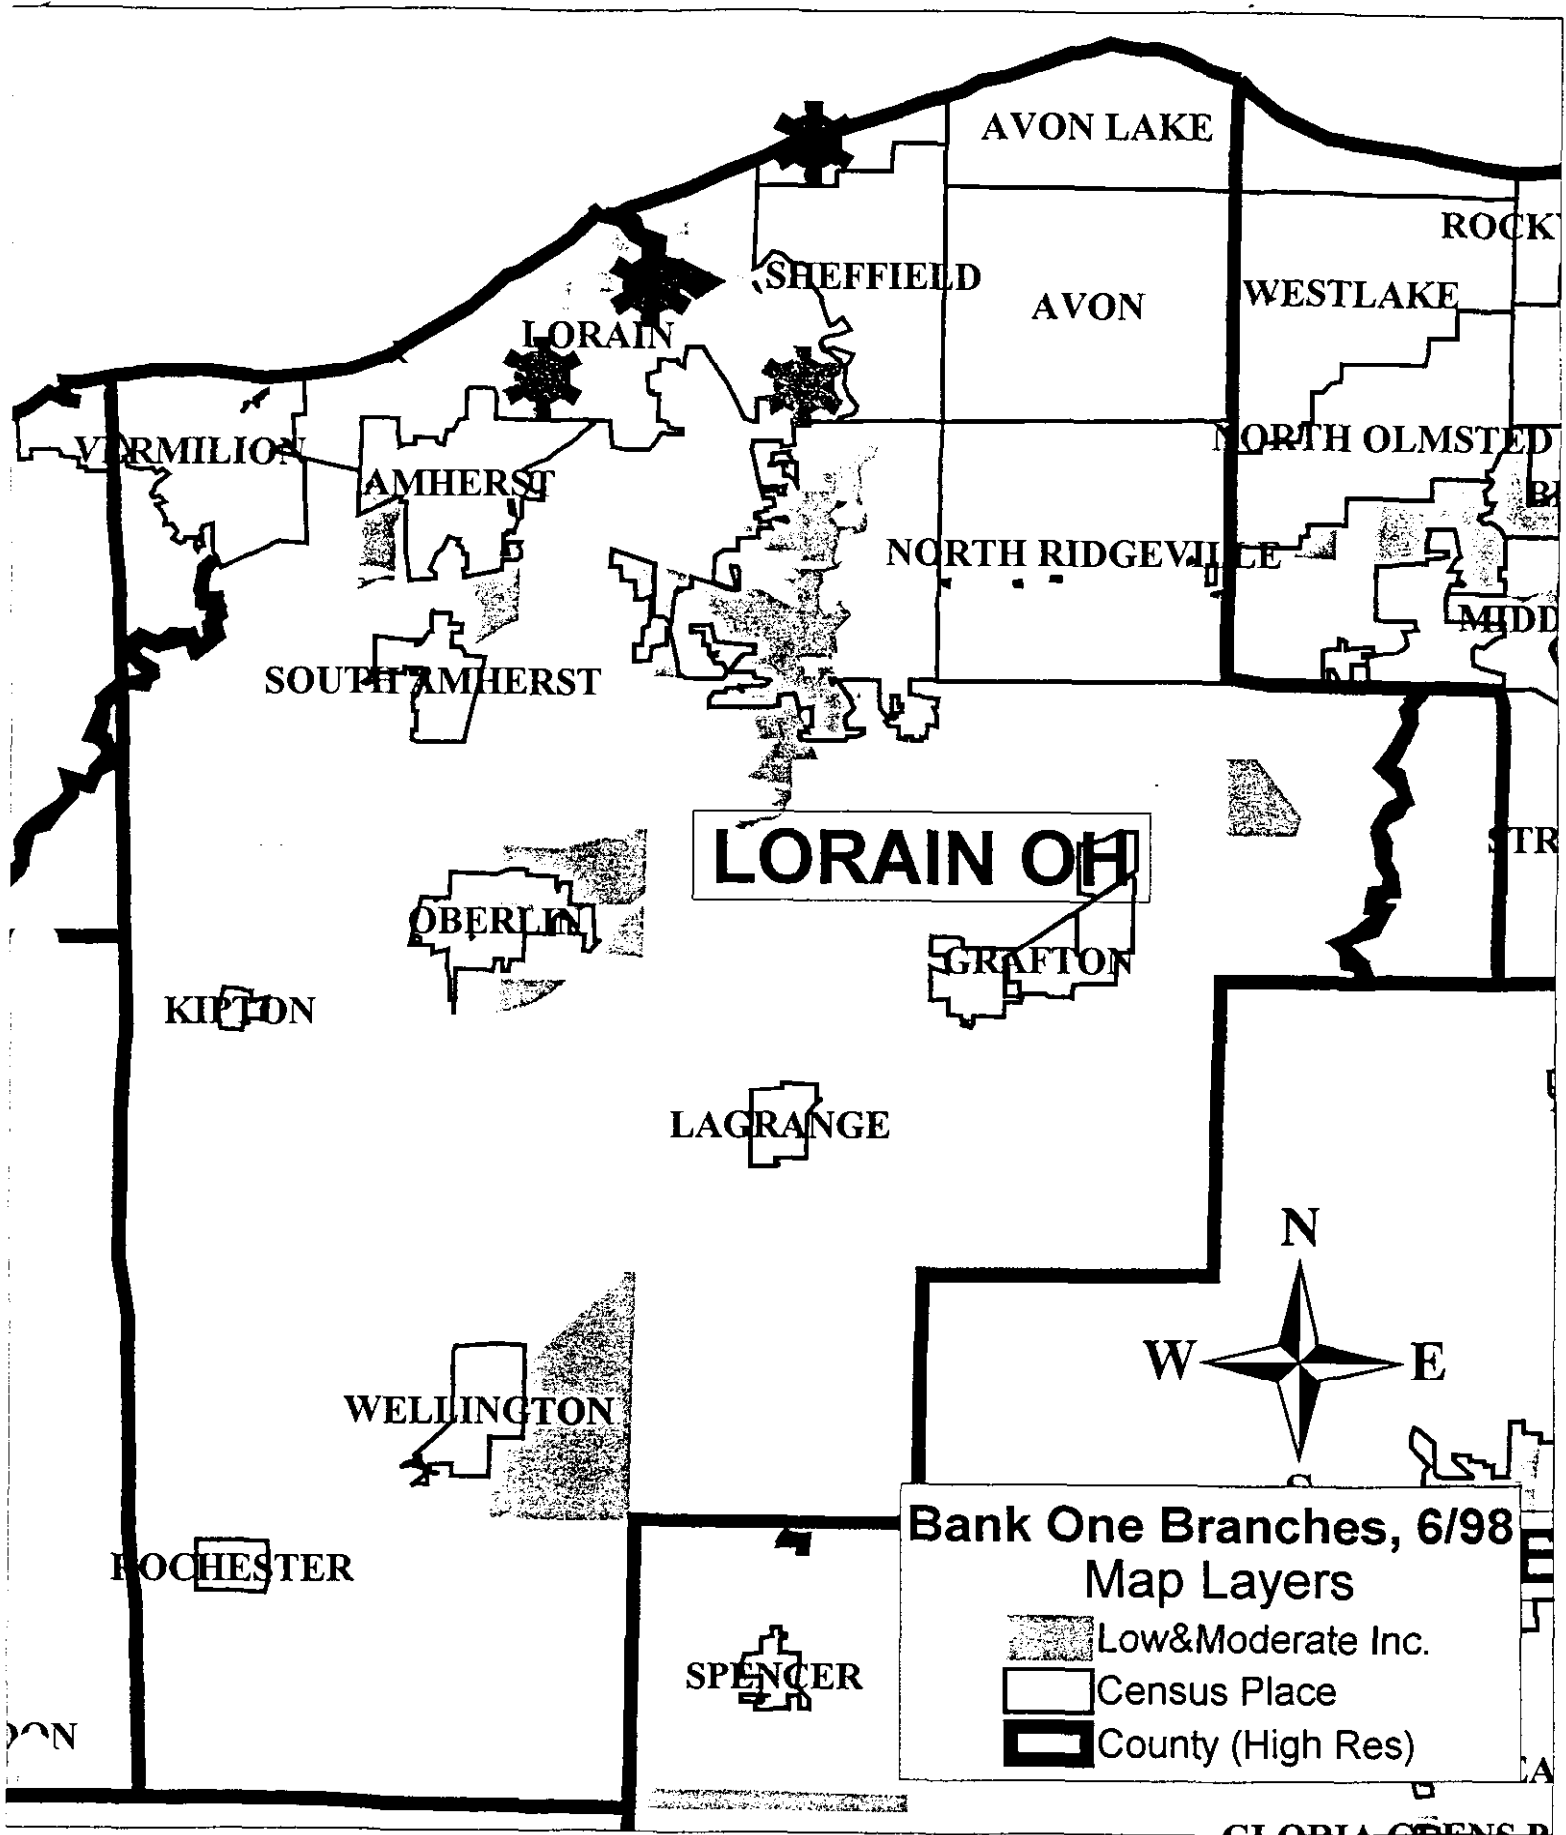 AVON LAKE
SHEFFIELD
AVON
WESTLAKE
LORAIN
VERMILION
AMHERST
NORTH OLMSTED
NORTH RIDGEVILLE
SOUTH AMHERST
LORAIN OH
OBERLIN
GRAFTON
KIPTON
LAGRANGE
N
W E
S
WELLINGTON
Bank One Branches, 6/98
Map Layers
Low&Moderate Inc.
Census Place
County (High Res)
ROCHESTER
SPENCER